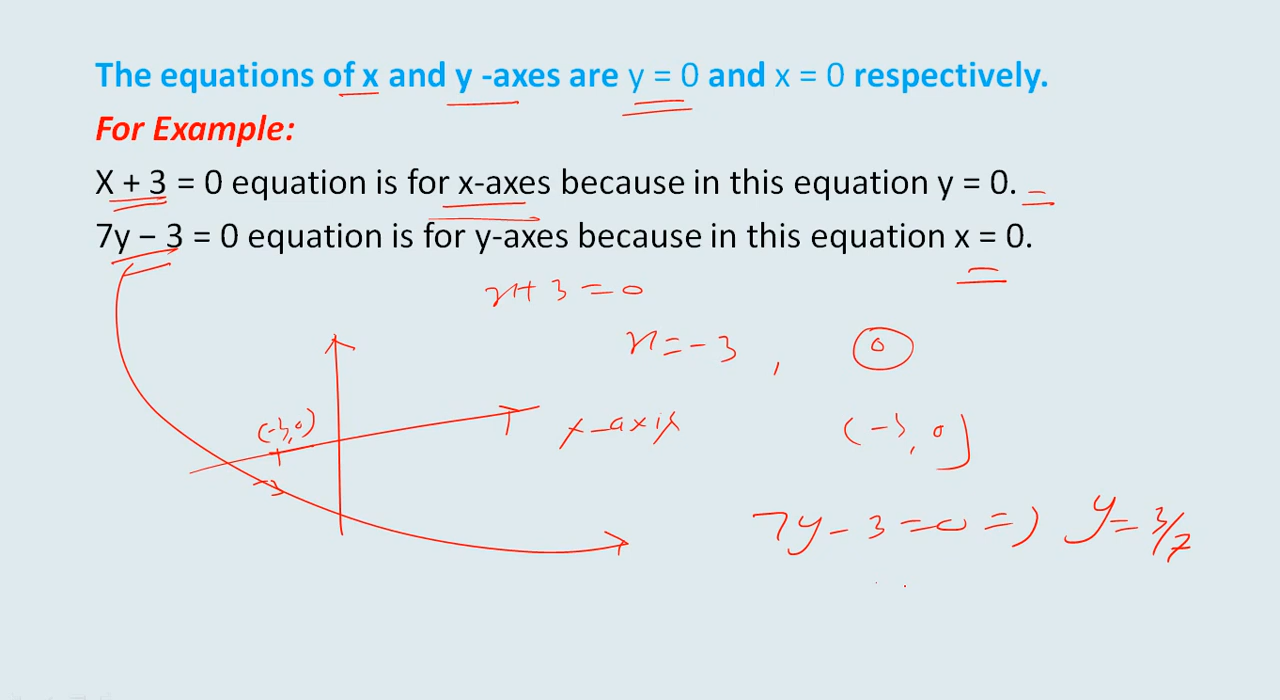 The equations of x and y -axes are y = 0 and x = 0 respectively.
For Example:
X + 3 = 0 equation is for x-axes because in this equation y = 0.
7y − 3 = 0 equation is for y-axes because in this equation x = 0.
x+3=0
x=-3, 0
(-3,0)
x-axis
(-3,0)
-3
7y-3=0=) y=3/7